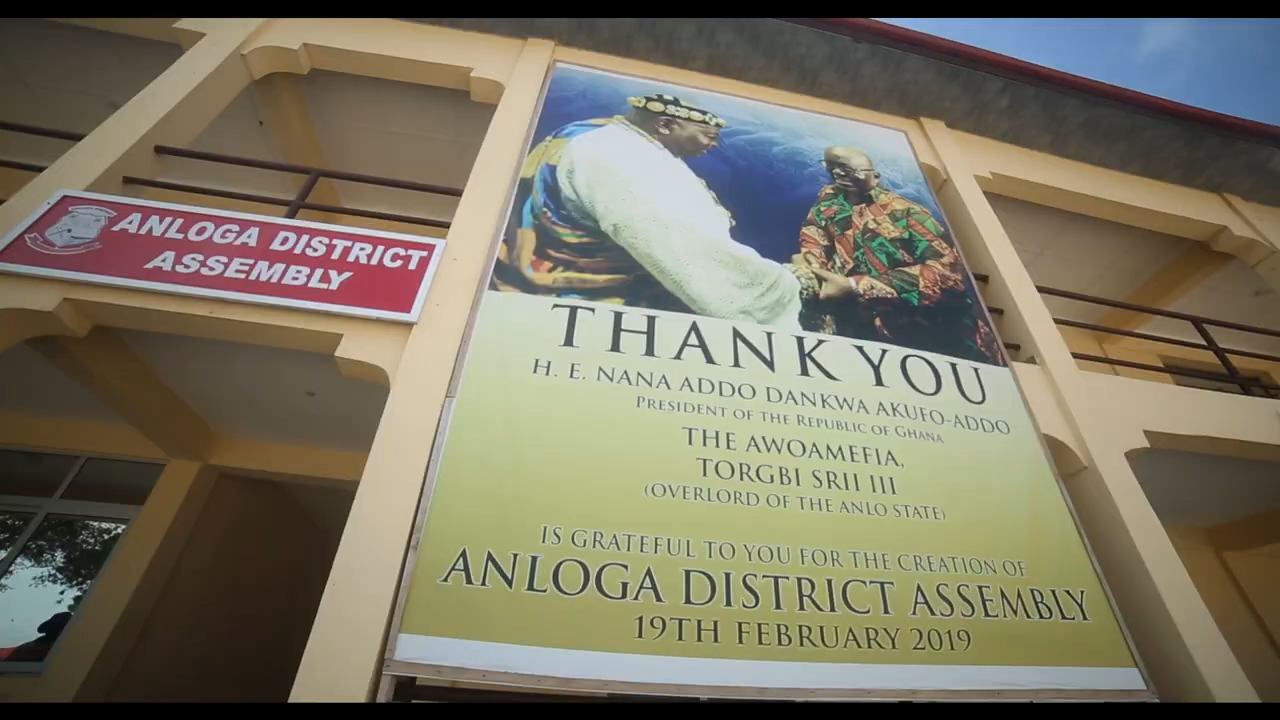 ANLOGA DISTRICT
ASSEMBLY
THANK YOU
H. E. NANA ADDO DANKWA AKUFO-ADDO
PRESIDENT OF THE REPUBLIC OF GHANA
THE AWOAMEFIA,
TORGBI SRII III
(OVERLORD OF THE ANLO STATE)
IS GRATEFUL TO YOU FOR THE CREATION OF
ANLOGA DISTRICT ASSEMBLY
19TH FEBRUARY 2019